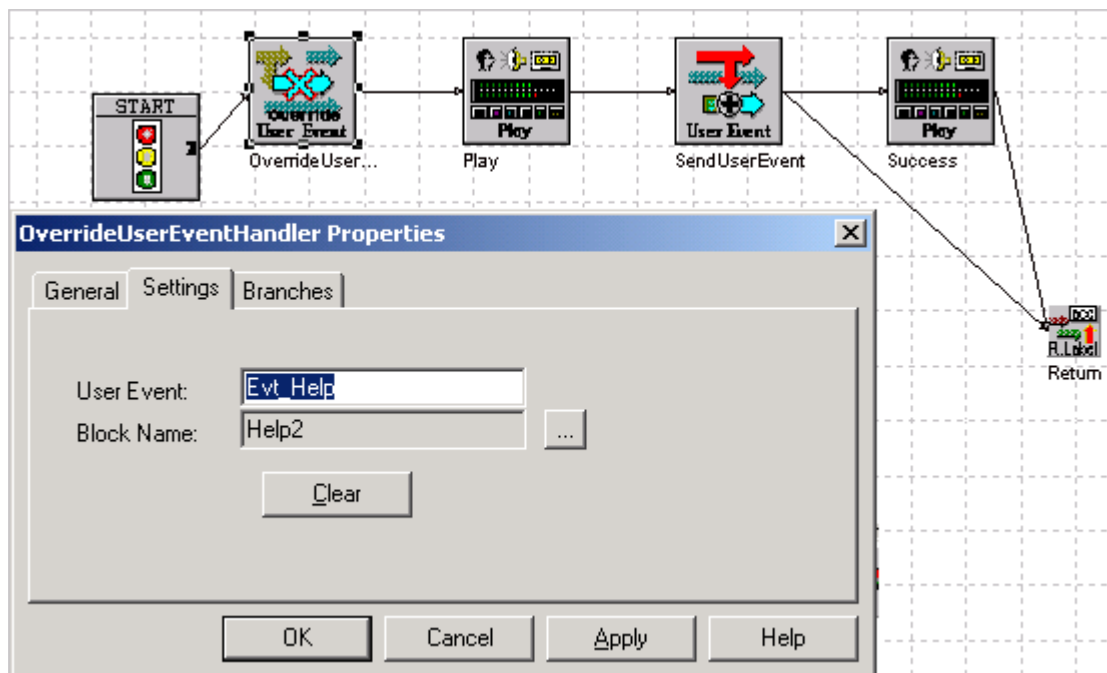 START
override
User Event
OverrideUser...
Play
Play
User Event
SendUserEvent
Play
Success
R.Label
Return
OverrideUserEventHandler Properties
General
Settings
Branches
User Event:
Evt_Help
Block Name:
Help2
...
Clear
OK
Cancel
Apply
Help